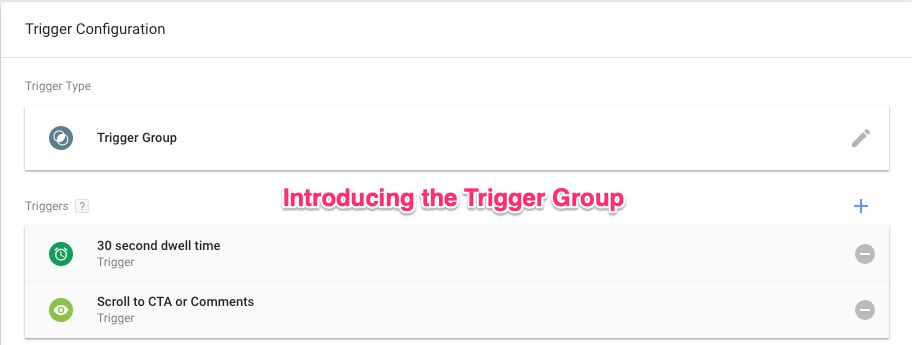 Trigger Configuration
Trigger Type
Trigger Group
Introducing the Trigger Group
Triggers ?
30 second dwell time
Trigger
Scroll to CTA or Comments
Trigger